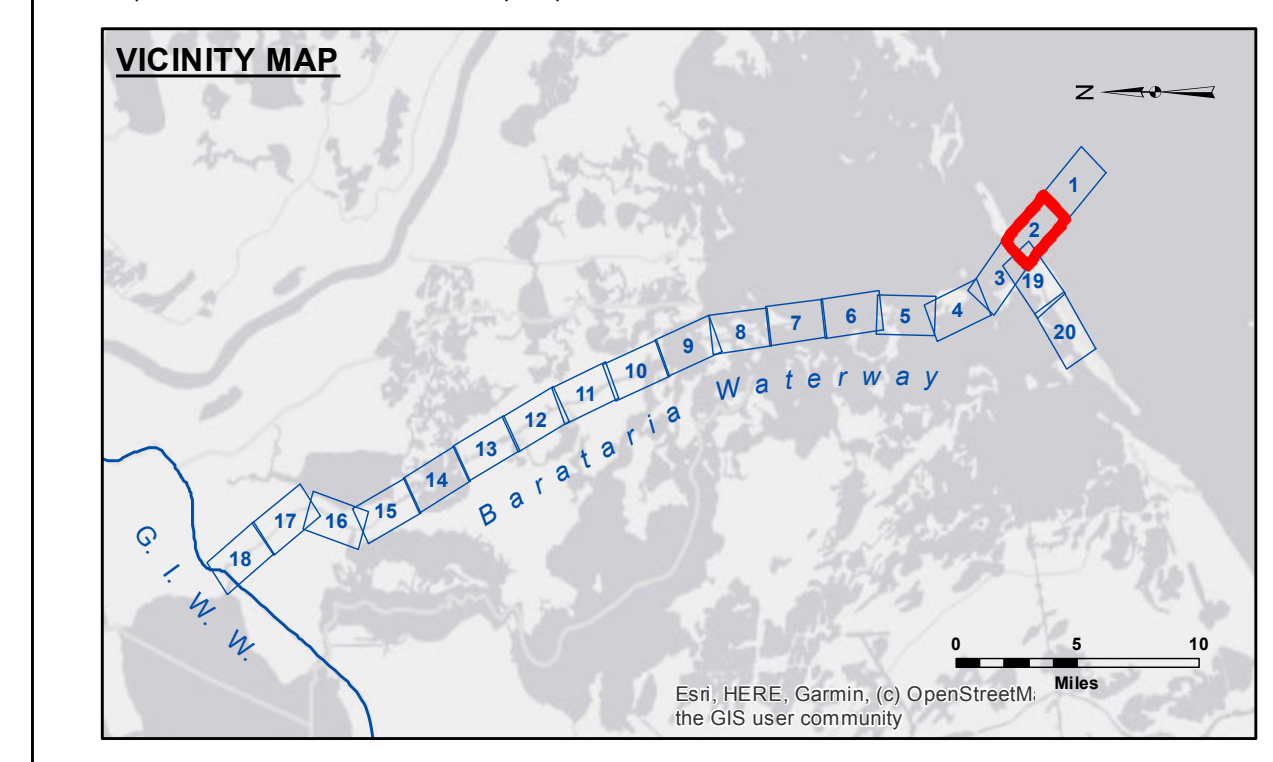 VICINITY MAP
N
1
2
3
19
4
20
5
6
7
8
9
10
11
12
13
14
15
16
17
18
Barataria Waterway
G. I. W. W.
0 5 10
Miles
Esri, HERE, Garmin, (c) OpenStreetM
the GIS user community